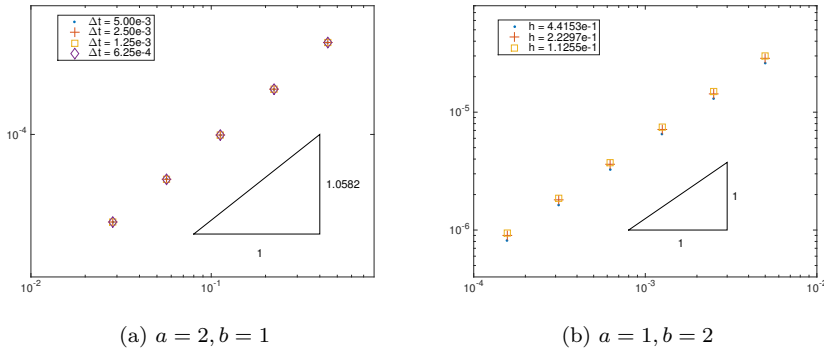 Δt = 5.00e-3
Δt = 2.50e-3
Δt = 1.25e-3
Δt = 6.25e-4
10^-4
1.0582
1
10^-2
10^-1
(a) a = 2, b = 1
h = 4.4153e-1
h = 2.2297e-1
h = 1.1255e-1
10^-5
10^-6
1
1
10^-4
10^-3
10^-2
(b) a = 1, b = 2